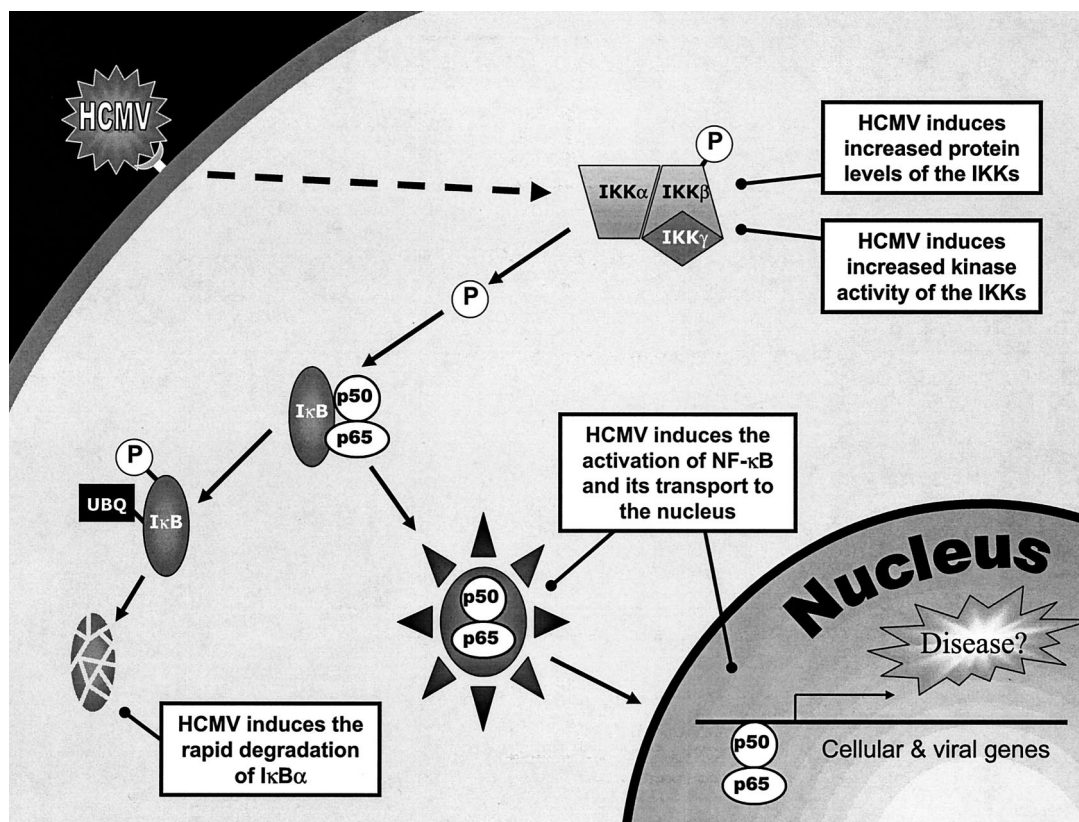 HCMV
HCMV induces
increased protein
levels of the IKKs
P
IKKα
IKKβ
IKKγ
HCMV induces
increased kinase
activity of the IKKs
P
IκB
p50
p65
HCMV induces the
activation of NF-κB
and its transport to
the nucleus
P
UBQ
IκB
p50
p65
Nucleus
Disease?
HCMV induces the
rapid degradation
of IκBα
p50
p65
Cellular & viral genes